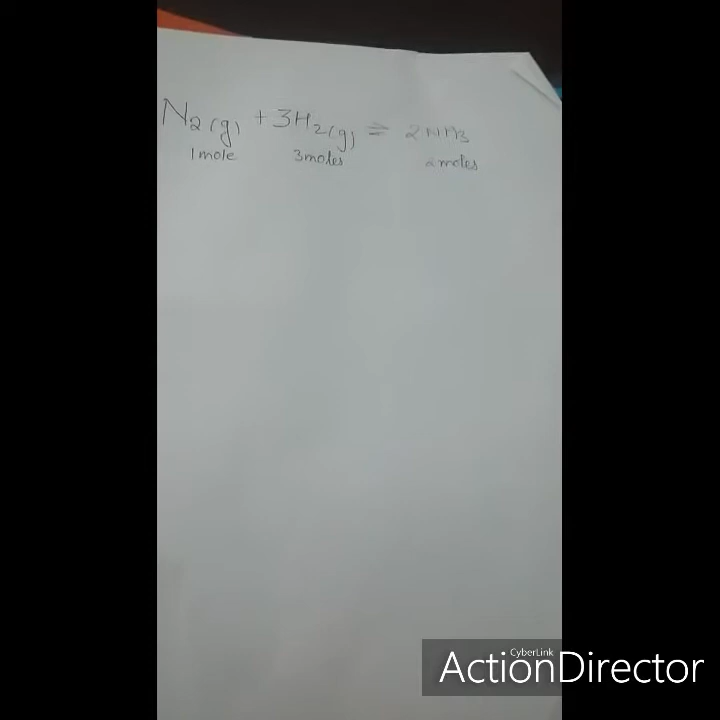 N2(g) + 3H2(g) ⇌ 2NH3
1mole 3moles 2moles
CyberLink
ActionDirector